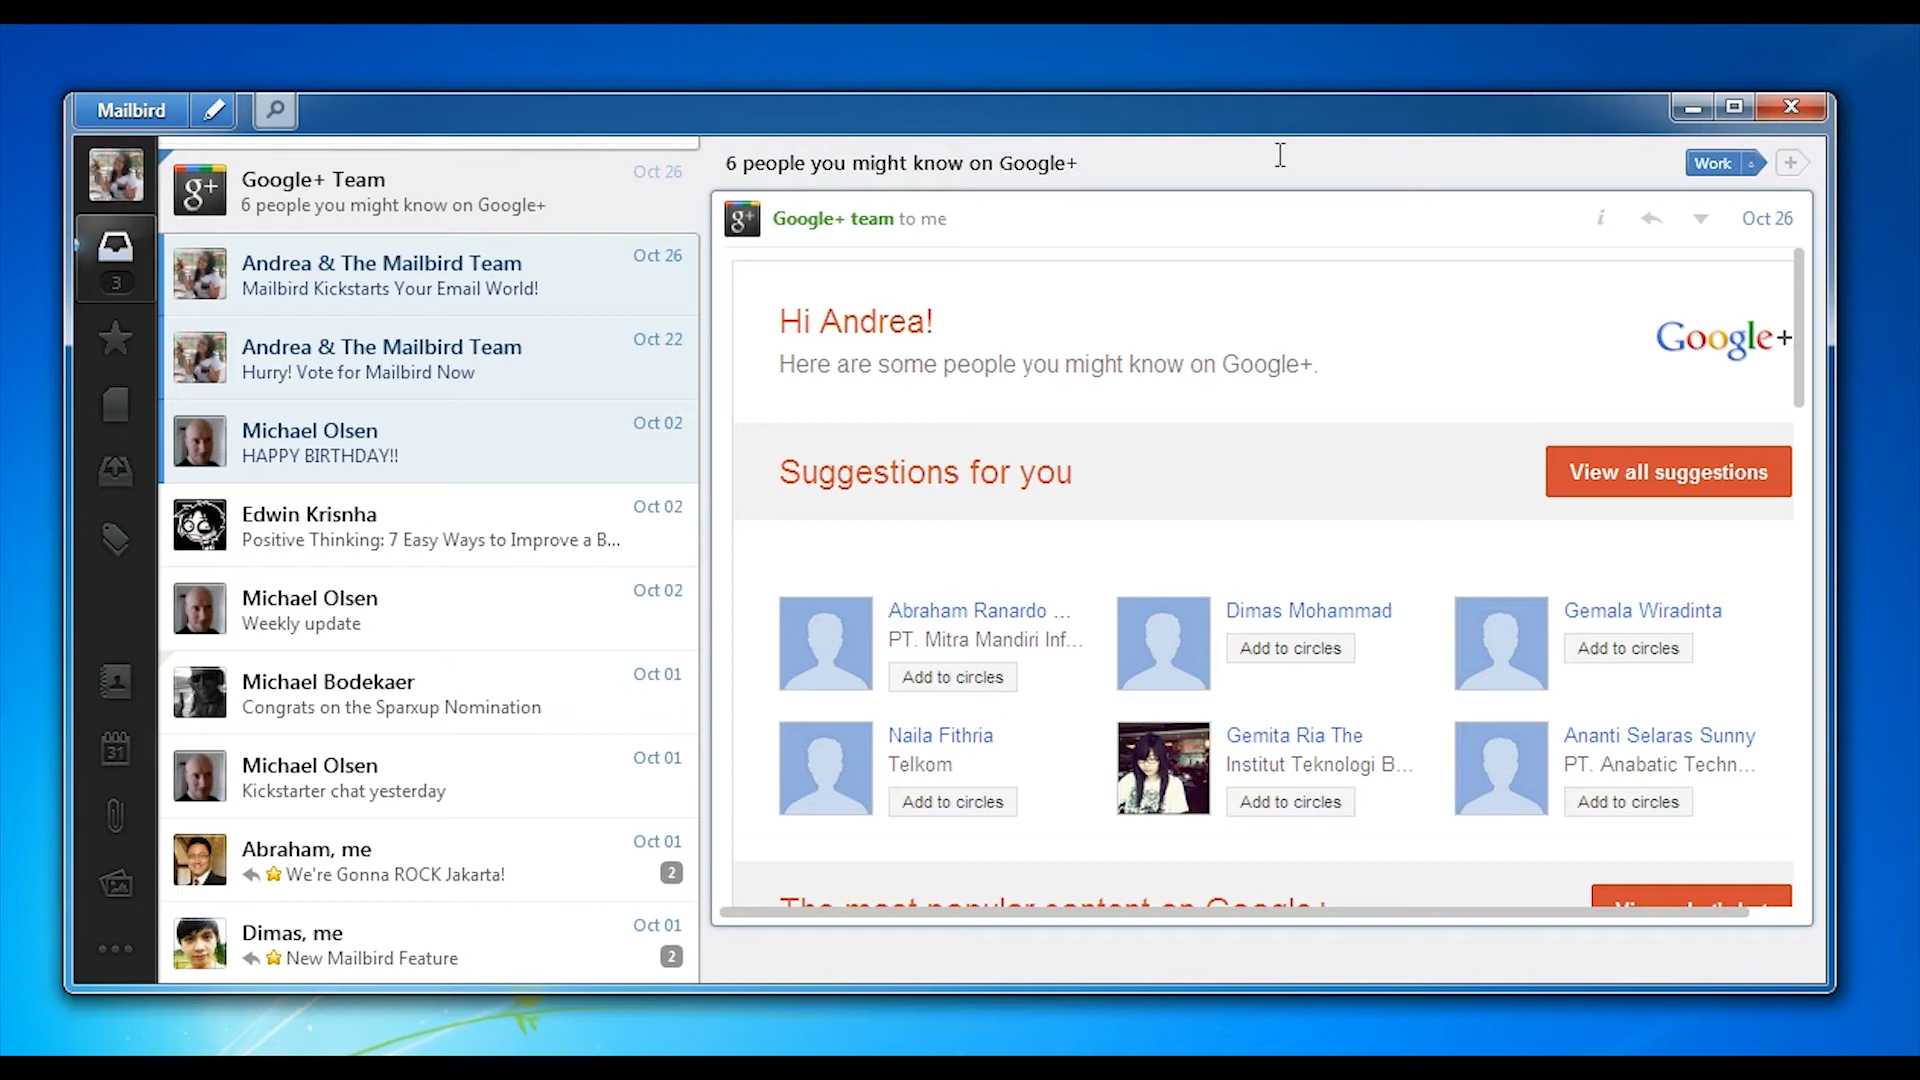 Mailbird
3
31
Google+ Team
Oct 26
6 people you might know on Google+
Andrea & The Mailbird Team
Oct 26
Mailbird Kickstarts Your Email World!
Andrea & The Mailbird Team
Oct 22
Hurry! Vote for Mailbird Now
Michael Olsen
Oct 02
HAPPY BIRTHDAY!!
Edwin Krisnha
Oct 02
Positive Thinking: 7 Easy Ways to Improve a B...
Michael Olsen
Oct 02
Weekly update
Michael Bodekaer
Oct 01
Congrats on the Sparxup Nomination
Michael Olsen
Oct 01
Kickstarter chat yesterday
Abraham, me
Oct 01
We're Gonna ROCK Jakarta!
2
Dimas, me
Oct 01
New Mailbird Feature
2
6 people you might know on Google+
Work
Google+ team to me
Oct 26
Hi Andrea!
Google+
Here are some people you might know on Google+.
Suggestions for you
View all suggestions
Abraham Ranardo ...
PT. Mitra Mandiri Inf...
Add to circles
Dimas Mohammad
Add to circles
Gemala Wiradinta
Add to circles
Naila Fithria
Telkom
Add to circles
Gemita Ria The
Institut Teknologi B...
Add to circles
Ananti Selaras Sunny
PT. Anabatic Techn...
Add to circles
The most popular content on Google+